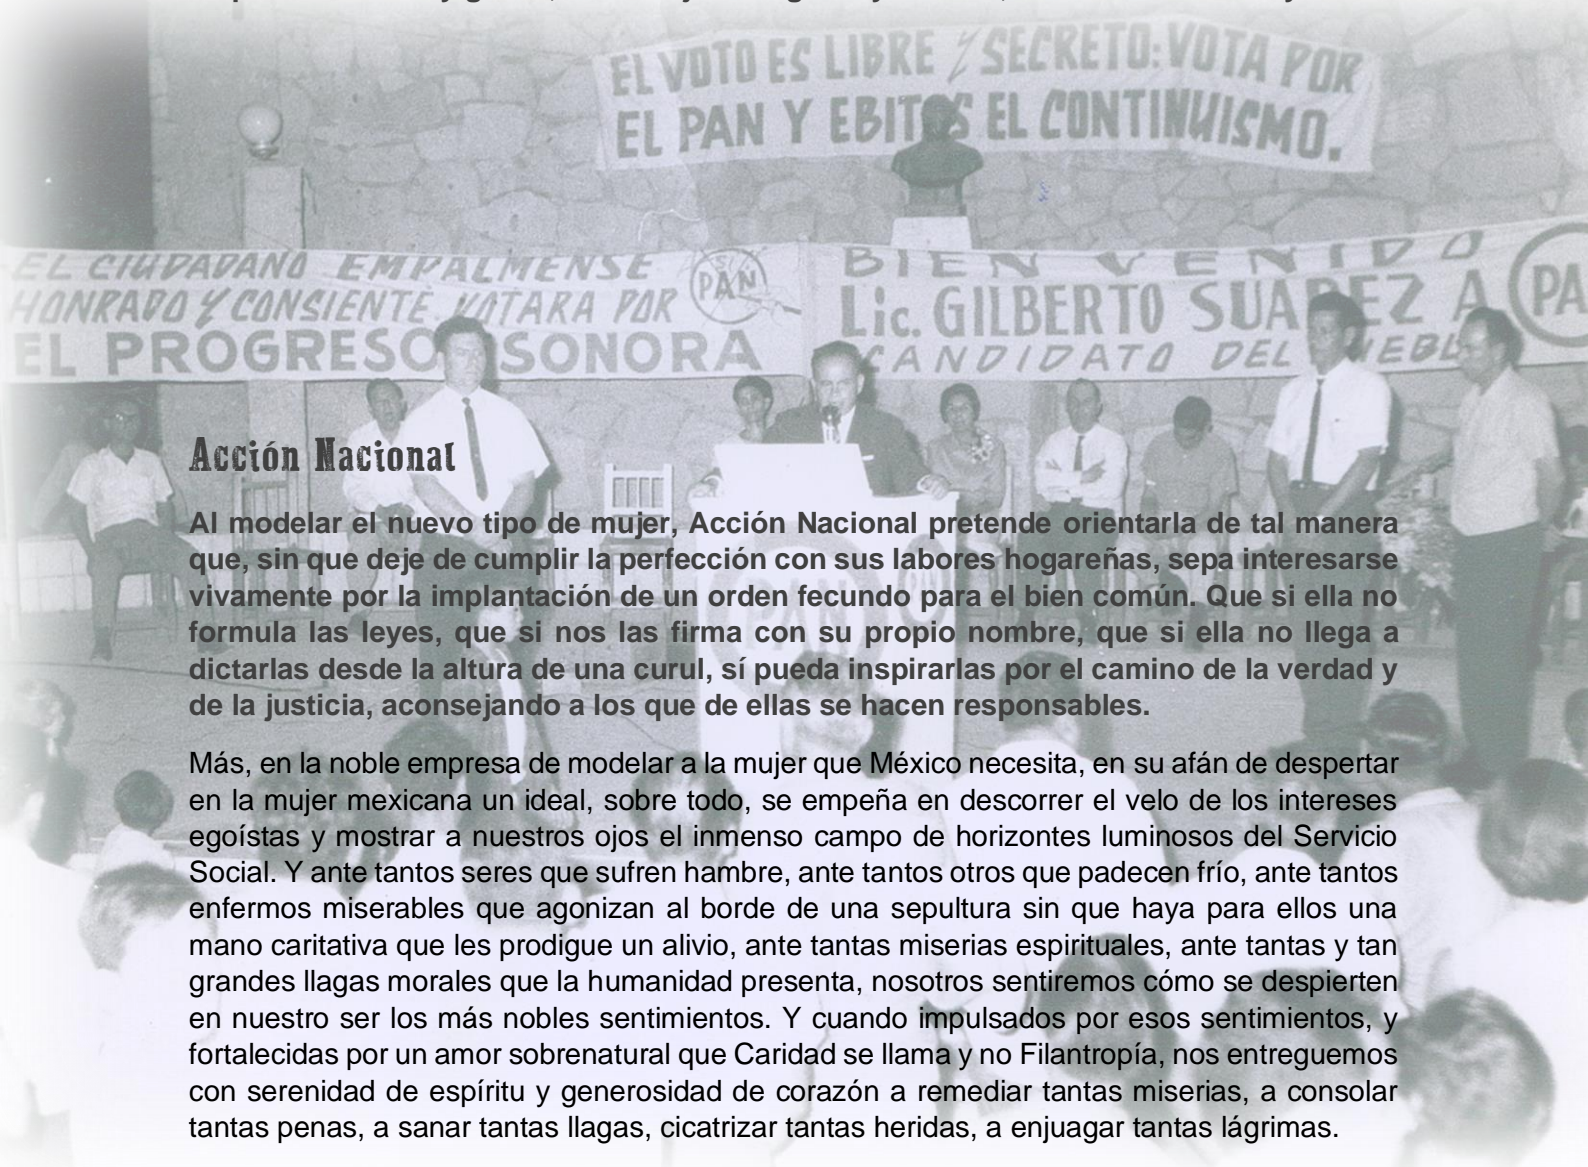 EL VOTO ES LIBRE Y SECRETO: VOTA POR
EL PAN Y EBITOS EL CONTINUISMO.
EL CIUDADANO EMPALMENSE
HONRADO Y CONSIENTE VOTARA POR
EL PROGRESO SONORA
PAN
BIENVENIDO
Lic. GILBERTO SUAREZ A
CANDIDATO DEL PUEBLO
PA
Acción Nacional
Al modelar el nuevo tipo de mujer, Acción Nacional pretende orientarla de tal manera
que, sin que deje de cumplir la perfección con sus labores hogareñas, sepa interesarse
vivamente por la implantación de un orden fecundo para el bien común. Que si ella no
formula las leyes, que si nos las firma con su propio nombre, que si ella no llega a
dictarlas desde la altura de una curul, sí pueda inspirarlas por el camino de la verdad y
de la justicia, aconsejando a los que de ellas se hacen responsables.
PAN
PAN
Más, en la noble empresa de modelar a la mujer que México necesita, en su afán de despertar
en la mujer mexicana un ideal, sobre todo, se empeña en descorrer el velo de los intereses
egoístas y mostrar a nuestros ojos el inmenso campo de horizontes luminosos del Servicio
Social. Y ante tantos seres que sufren hambre, ante tantos otros que padecen frío, ante tantos
enfermos miserables que agonizan al borde de una sepultura sin que haya para ellos una
mano caritativa que les prodigue un alivio, ante tantas miserias espirituales, ante tantas y tan
grandes llagas morales que la humanidad presenta, nosotros sentiremos cómo se despierten
en nuestro ser los más nobles sentimientos. Y cuando impulsados por esos sentimientos, y
fortalecidas por un amor sobrenatural que Caridad se llama y no Filantropía, nos entreguemos
con serenidad de espíritu y generosidad de corazón a remediar tantas miserias, a consolar
tantas penas, a sanar tantas llagas, cicatrizar tantas heridas, a enjuagar tantas lágrimas.